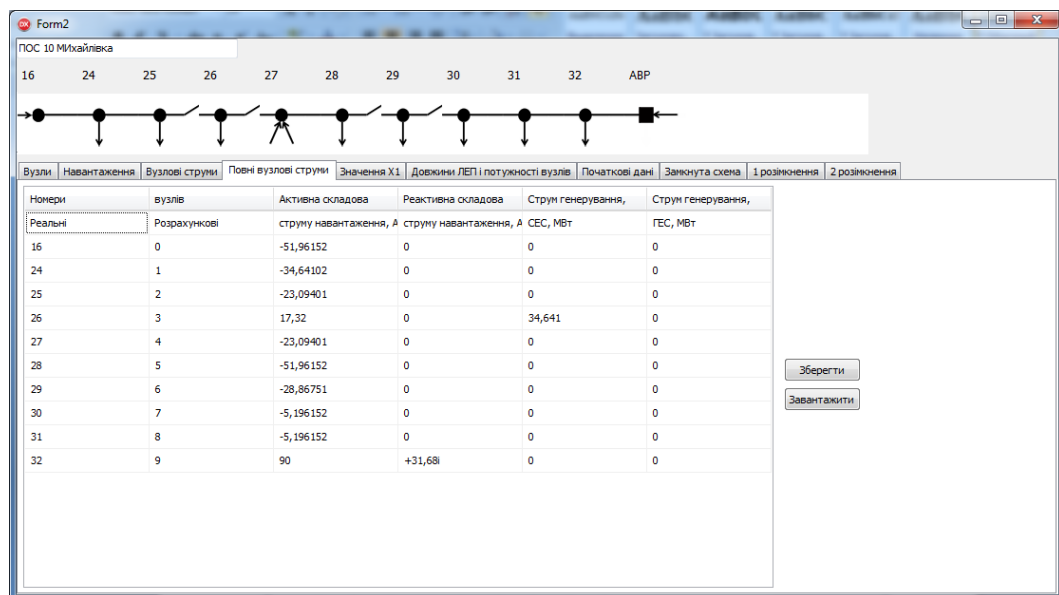 Form2
ПОС 10 МИхайлівка
16 24 25 26 27 28 29 30 31 32 АВР
Вузли Навантаження Вузлові струми Повні вузлові струми Значення X1 Довжини ЛЕП і потужності вузлів Початкові дані Замкнута схема 1 розімкнення 2 розімкнення
Номери вузлів Активна складова Реактивна складова Струм генерування, Струм генерування,
Реальні Розрахункові струму навантаження, А струму навантаження, А СЕС, МВт ГЕС, МВт
16 0 -51,96152 0 0 0
24 1 -34,64102 0 0 0
25 2 -23,09401 0 0 0
26 3 17,32 0 34,641 0
27 4 -23,09401 0 0 0
28 5 -51,96152 0 0 0
29 6 -28,86751 0 0 0
30 7 -5,196152 0 0 0
31 8 -5,196152 0 0 0
32 9 90 +31,68i 0 0
Зберегти
Завантажити